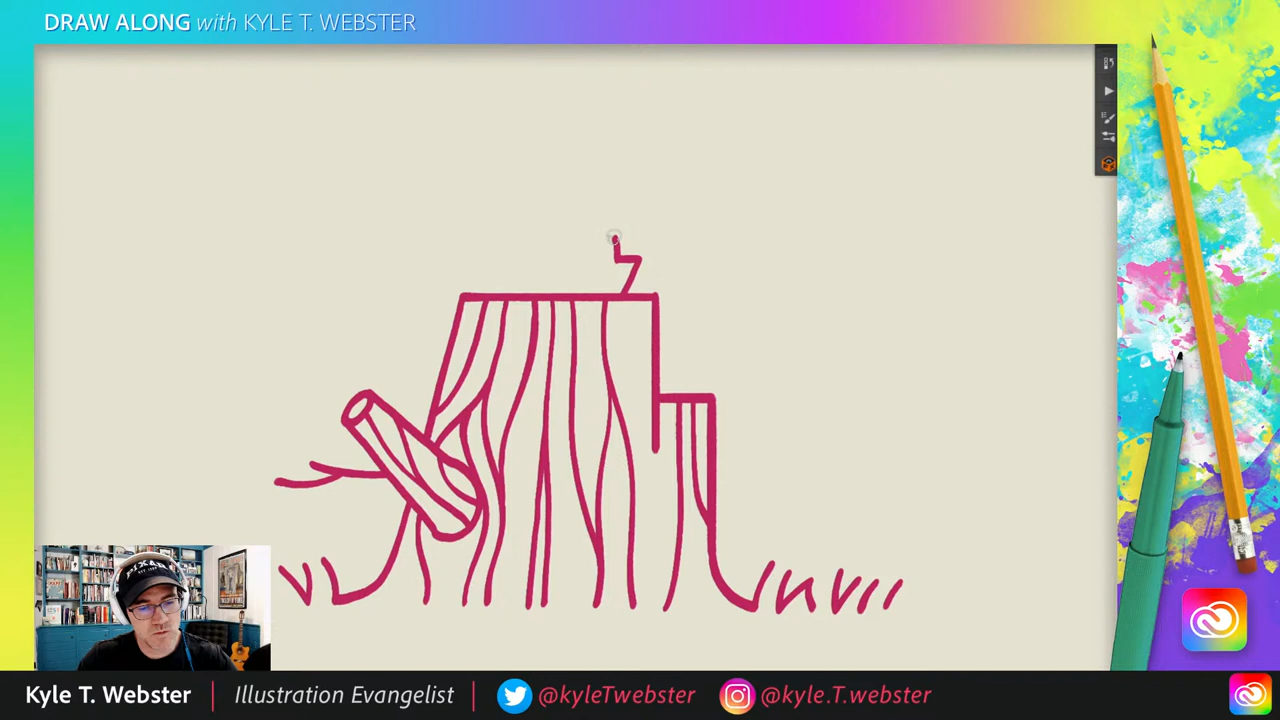 DRAW ALONG with KYLE T. WEBSTER
Kyle T. Webster | Illustration Evangelist | @kyleTwebster @kyle.T.webster